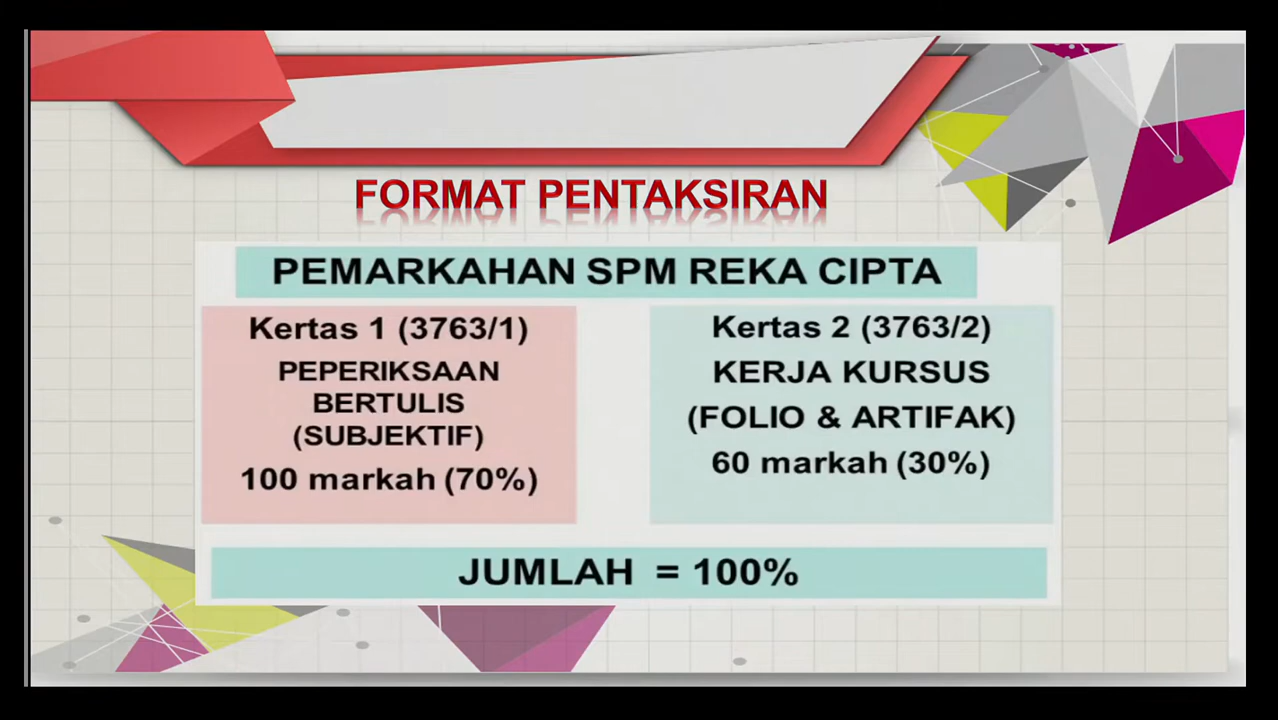 FORMAT PENTAKSIRAN
PEMARKAHAN SPM REKA CIPTA
Kertas 1 (3763/1)
PEPERIKSAAN
BERTULIS
(SUBJEKTIF)
100 markah (70%)
Kertas 2 (3763/2)
KERJA KURSUS
(FOLIO & ARTIFAK)
60 markah (30%)
JUMLAH = 100%